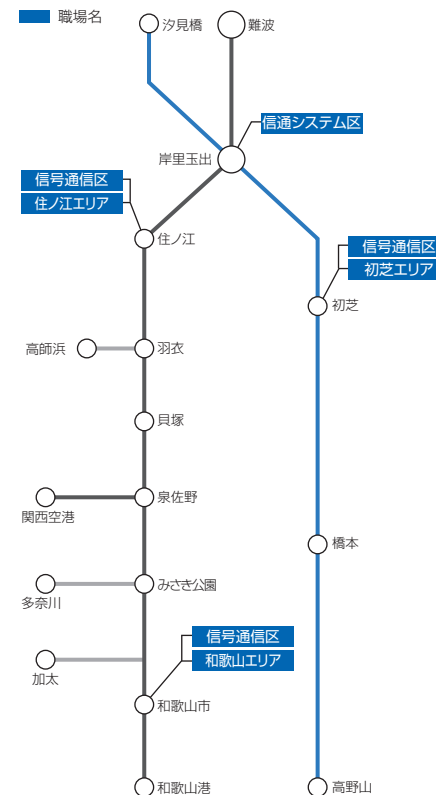 職場名
汐見橋
難波
信通システム区
岸里玉出
信号通信区
住ノ江エリア
住ノ江
信号通信区
初芝エリア
初芝
高師浜
羽衣
貝塚
泉佐野
関西空港
橋本
みさき公園
多奈川
信号通信区
和歌山エリア
加太
和歌山市
和歌山港
高野山